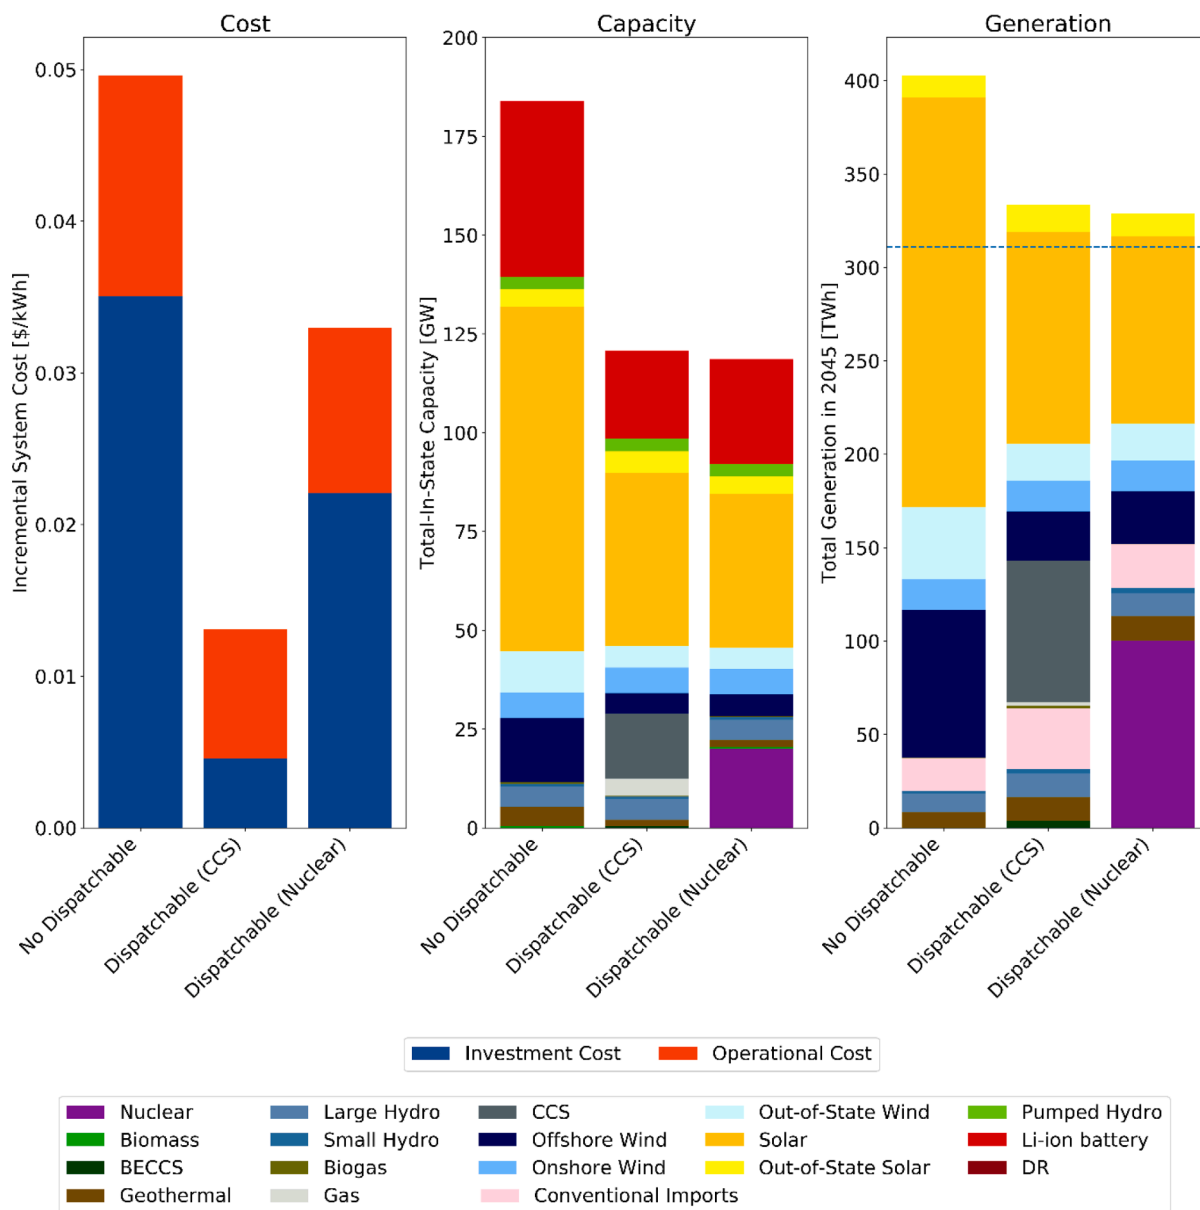 Cost
Capacity
Generation
Incremental System Cost [$/kWh]
0.05
0.04
0.03
0.02
0.01
0.00
No Dispatchable
Dispatchable (CCS)
Dispatchable (Nuclear)
Total-In-State Capacity [GW]
200
175
150
125
100
75
50
25
0
No Dispatchable
Dispatchable (CCS)
Dispatchable (Nuclear)
Total Generation in 2045 [TWh]
400
350
300
250
200
150
100
50
0
No Dispatchable
Dispatchable (CCS)
Dispatchable (Nuclear)
Investment Cost
Operational Cost
Nuclear
Biomass
BECCS
Geothermal
Large Hydro
Small Hydro
Biogas
Gas
CCS
Offshore Wind
Onshore Wind
Conventional Imports
Out-of-State Wind
Solar
Out-of-State Solar
Pumped Hydro
Li-ion battery
DR